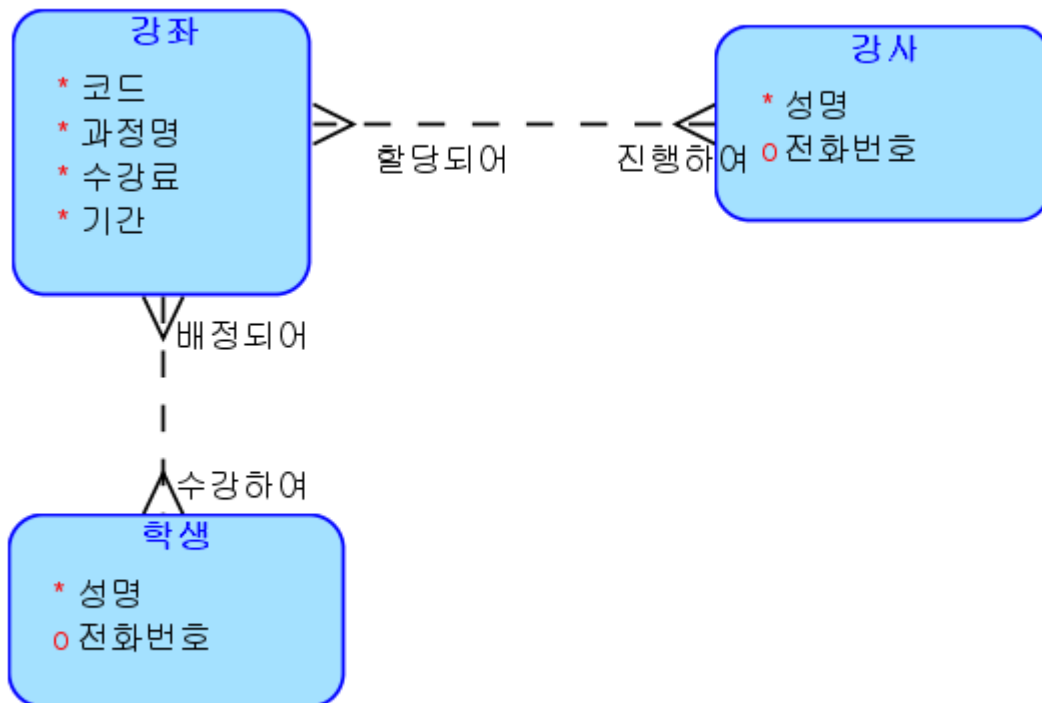 강좌
* 코드
* 과정명
* 수강료
* 기간
강사
* 성명
o 전화번호
할당되어
진행하여
배정되어
수강하여
학생
* 성명
o 전화번호